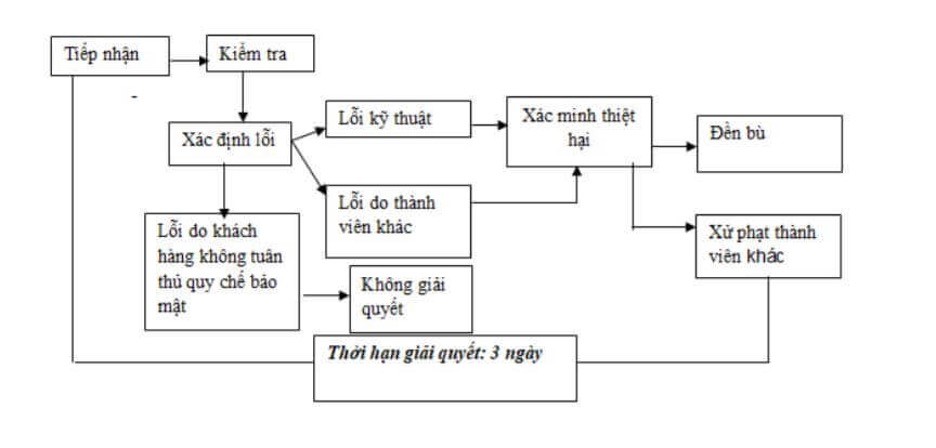 Tiếp nhận
Kiểm tra
Xác định lỗi
Lỗi kỹ thuật
Xác minh thiệt
hại
Đền bù
Lỗi do thành
viên khác
Lỗi do khách
hàng không tuân
thủ quy chế bảo
mật
Không giải
quyết
Xử phạt thành
viên khác
Thời hạn giải quyết: 3 ngày